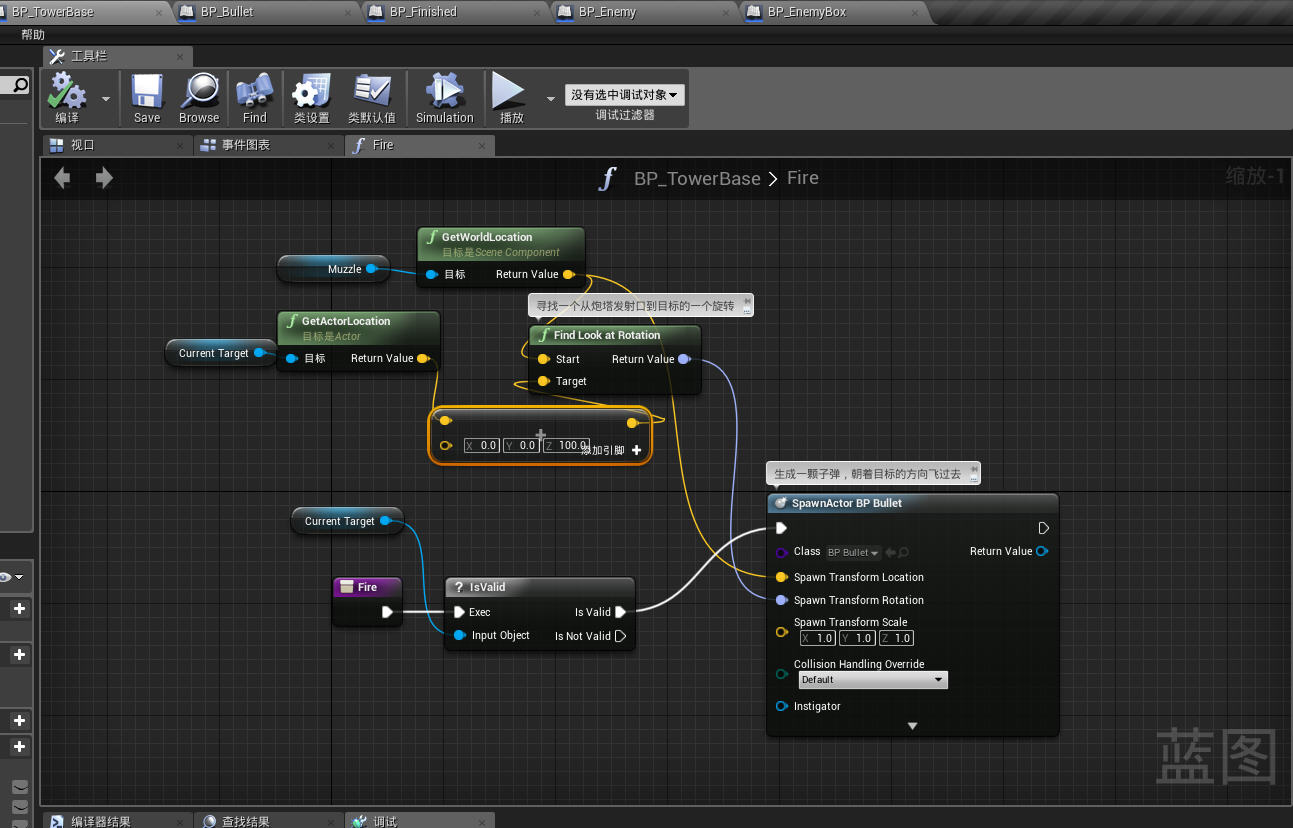 BP_TowerBase
BP_Bullet
BP_Finished
BP_Enemy
BP_EnemyBox
帮助
工具栏
编译
Save
Browse
Find
类设置
类默认值
Simulation
播放
没有选中调试对象
调试过滤器
视口
事件图表
f Fire
f BP_TowerBase > Fire
缩放-1
f GetWorldLocation
目标是Scene Component
Muzzle
目标 Return Value
寻找一个从炮塔发射口到目标的一个旋转
f GetActorLocation
目标是Actor
Current Target
目标 Return Value
f Find Look at Rotation
Start Return Value
Target
X 0.0 Y 0.0 Z 100.0
添加引脚
生成一颗子弹，朝着目标的方向飞过去
SpawnActor BP Bullet
Class BP Bullet
Return Value
Spawn Transform Location
Spawn Transform Rotation
Spawn Transform Scale
X 1.0 Y 1.0 Z 1.0
Collision Handling Override
Default
Instigator
Current Target
Fire
? IsValid
Exec Is Valid
Input Object Is Not Valid
蓝图
编译器结果
查找结果
调试